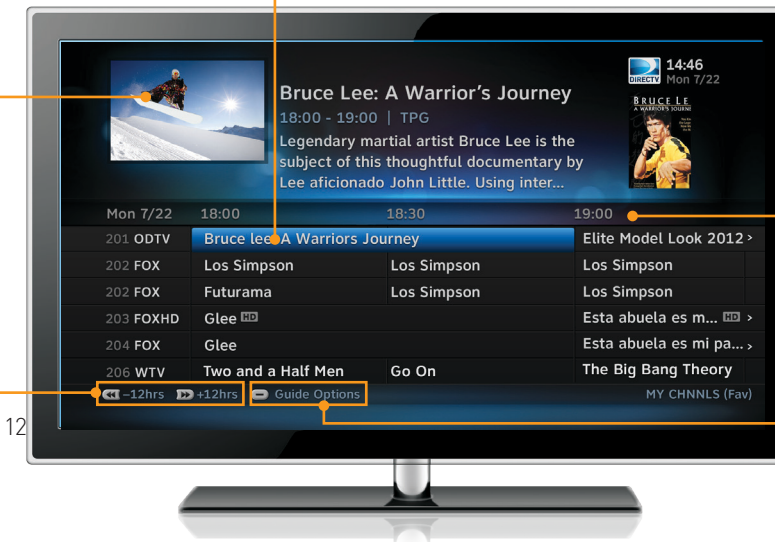 14:46
DIRECTV Mon 7/22
Bruce Lee: A Warrior's Journey
BRUCE LE
A WARRIOR'S JOURNE
18:00 - 19:00 | TPG
Legendary martial artist Bruce Lee is the
subject of this thoughtful documentary by
Lee aficionado John Little. Using inter...
Mon 7/22 18:00 18:30 19:00
201 ODTV Bruce lee: A Warriors Journey Elite Model Look 2012 >
202 FOX Los Simpson Los Simpson Los Simpson
202 FOX Futurama Los Simpson Los Simpson
203 FOXHD Glee HD Esta abuela es m... HD >
204 FOX Glee Esta abuela es mi pa... >
206 WTV Two and a Half Men Go On The Big Bang Theory
-12hrs +12hrs Guide Options MY CHNNLS (Fav)
12